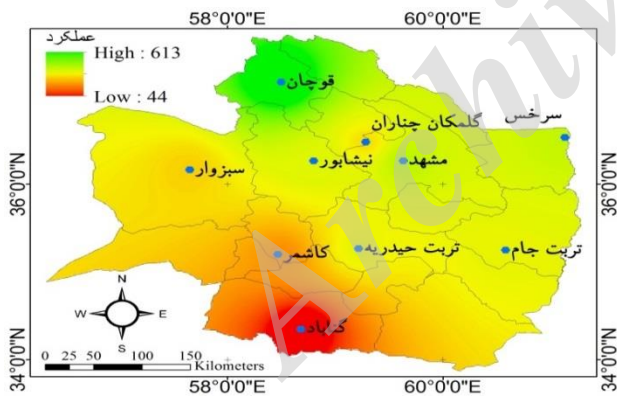 58°0'0"E
60°0'0"E
عملکرد
High : 613
Low : 44
قوچان
سرخس
گلمکان چناران
سبزوار
نیشابور
مشهد
36°0'0"N
36°0'0"N
کاشمر
تربت حیدریه
تربت جام
گناباد
N
W
E
S
0 25 50 100 150
Kilometers
34°0'0"N
34°0'0"N
58°0'0"E
60°0'0"E
Archiv